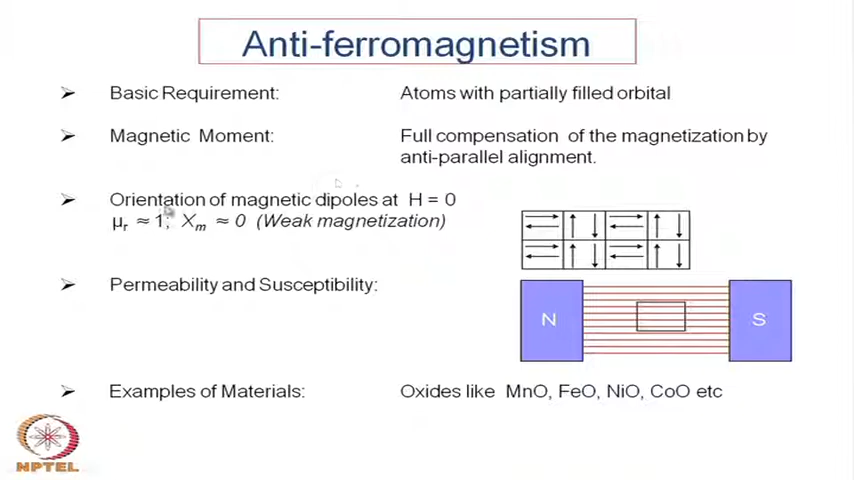 Anti-ferromagnetism
Basic Requirement: Atoms with partially filled orbital
Magnetic Moment: Full compensation of the magnetization by
anti-parallel alignment.
Orientation of magnetic dipoles at H = 0
μr ≈ 1; Xm ≈ 0 (Weak magnetization)
Permeability and Susceptibility:
N S
Examples of Materials: Oxides like MnO, FeO, NiO, CoO etc
NPTEL